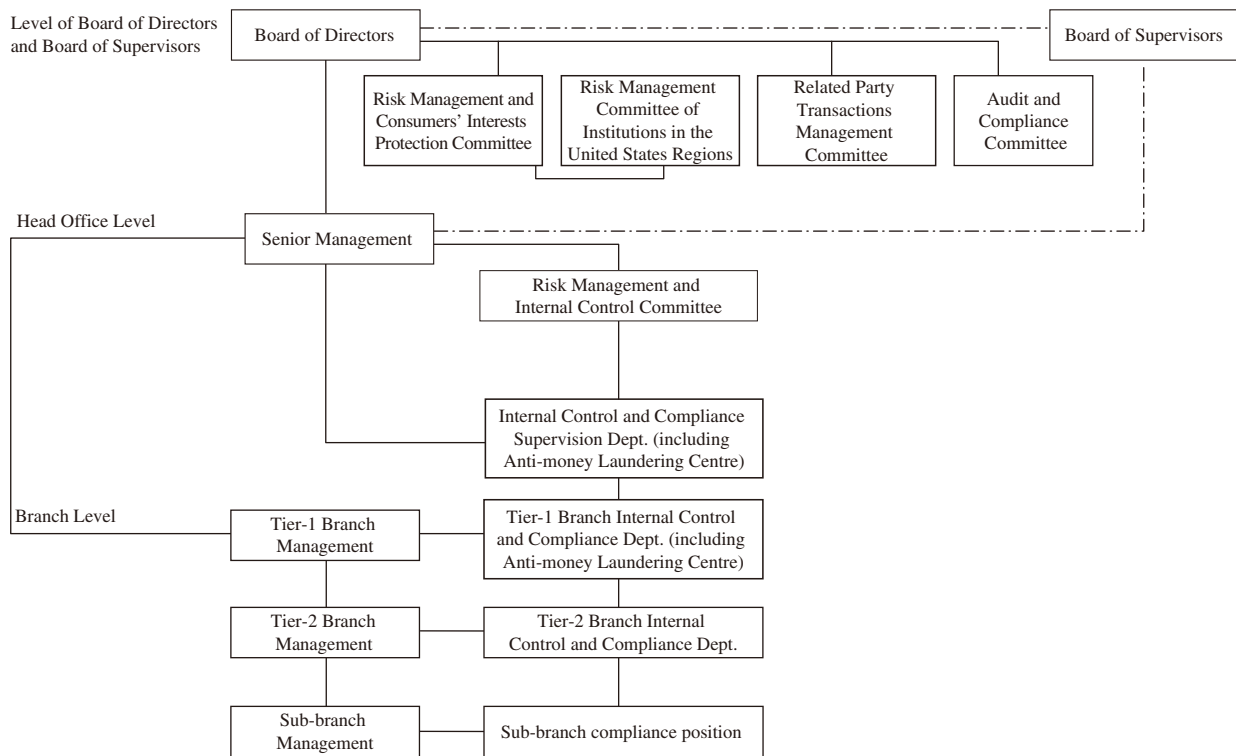 Level of Board of Directors
and Board of Supervisors
Board of Directors
Board of Supervisors
Risk Management and
Consumers’ Interests
Protection Committee
Risk Management
Committee of
Institutions in the
United States Regions
Related Party
Transactions
Management
Committee
Audit and
Compliance
Committee
Head Office Level
Senior Management
Risk Management and
Internal Control Committee
Internal Control and Compliance
Supervision Dept. (including
Anti-money Laundering Centre)
Branch Level
Tier-1 Branch
Management
Tier-1 Branch Internal Control
and Compliance Dept. (including
Anti-money Laundering Centre)
Tier-2 Branch
Management
Tier-2 Branch Internal
Control and Compliance Dept.
Sub-branch
Management
Sub-branch compliance position